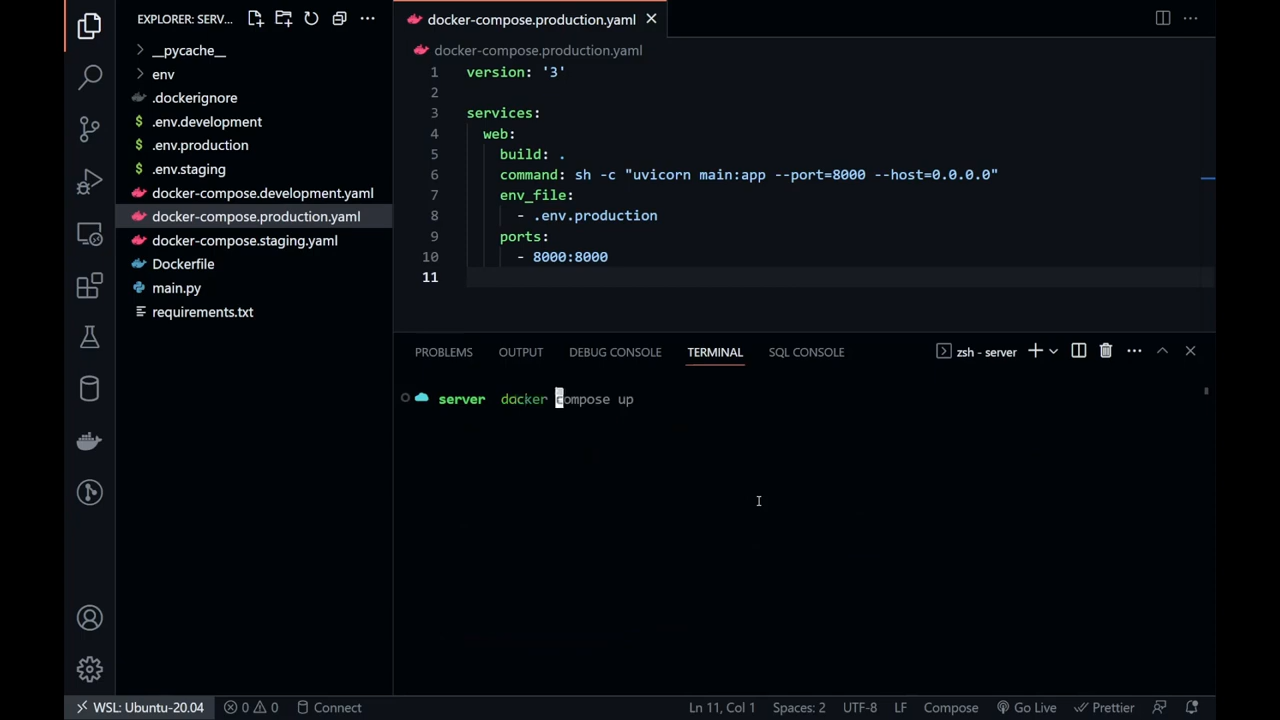 EXPLORER: SERV...
__pycache__
env
.dockerignore
$ .env.development
$ .env.production
$ .env.staging
docker-compose.development.yaml
docker-compose.production.yaml
docker-compose.staging.yaml
Dockerfile
main.py
requirements.txt
docker-compose.production.yaml
docker-compose.production.yaml
1 version: '3'
2
3 services:
4 web:
5 build: .
6 command: sh -c "uvicorn main:app --port=8000 --host=0.0.0.0"
7 env_file:
8 - .env.production
9 ports:
10 - 8000:8000
11
PROBLEMS OUTPUT DEBUG CONSOLE TERMINAL SQL CONSOLE zsh - server
server docker compose up
WSL: Ubuntu-20.04 0 0 Connect Ln 11, Col 1 Spaces: 2 UTF-8 LF Compose Go Live Prettier